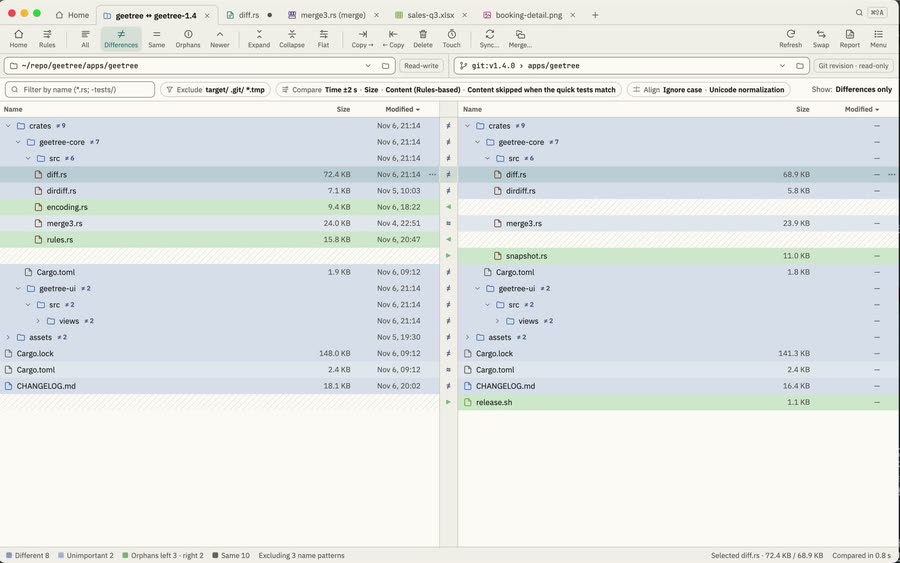 Home geetree ↔ geetree-1.4 × diff.rs ● merge3.rs (merge) × sales-q3.xlsx × booking-detail.png × + ⌘⇧A
Home Rules All Differences Same Orphans Newer Expand Collapse Flat Copy→ ←Copy Delete Touch Sync... Merge... Refresh Swap Report Menu
~/repo/geetree/apps/geetree Read-write git:v1.4.0 › apps/geetree Git revision · read-only
Filter by name (*.rs; -tests/) Exclude target/ .git/ *.tmp Compare Time ±2 s · Size · Content (Rules-based) · Content skipped when the quick tests match Align Ignore case · Unicode normalization Show: Differences only
Name Size Modified Name Size Modified
crates ≠ 9 Nov 6, 21:14 ≠ crates ≠ 9 —
geetree-core ≠ 7 Nov 6, 21:14 ≠ geetree-core ≠ 7 —
src ≠ 6 Nov 6, 21:14 ≠ src ≠ 6 —
diff.rs 72.4 KB Nov 6, 21:14 ··· ≠ diff.rs 68.9 KB — ···
dirdiff.rs 7.1 KB Nov 5, 10:03 ≠ dirdiff.rs 5.8 KB —
encoding.rs 9.4 KB Nov 6, 18:22
merge3.rs 24.0 KB Nov 4, 22:51 ≈ merge3.rs 23.9 KB —
rules.rs 15.8 KB Nov 6, 20:47
snapshot.rs 11.0 KB —
Cargo.toml 1.9 KB Nov 6, 09:12 ≠ Cargo.toml 1.8 KB —
geetree-ui ≠ 2 Nov 6, 21:14 ≠ geetree-ui ≠ 2 —
src ≠ 2 Nov 6, 21:14 ≠ src ≠ 2 —
views ≠ 2 Nov 6, 21:14 ≠ views ≠ 2 —
assets ≠ 2 Nov 5, 19:30 ≠ assets ≠ 2 —
Cargo.lock 148.0 KB Nov 6, 09:12 ≠ Cargo.lock 141.3 KB —
Cargo.toml 2.4 KB Nov 6, 09:12 ≈ Cargo.toml 2.4 KB —
CHANGELOG.md 18.1 KB Nov 6, 20:02 ≠ CHANGELOG.md 16.4 KB —
release.sh 1.1 KB —
Different 8 Unimportant 2 Orphans left 3 · right 2 Same 10 Excluding 3 name patterns Selected diff.rs · 72.4 KB / 68.9 KB Compared in 0.8 s